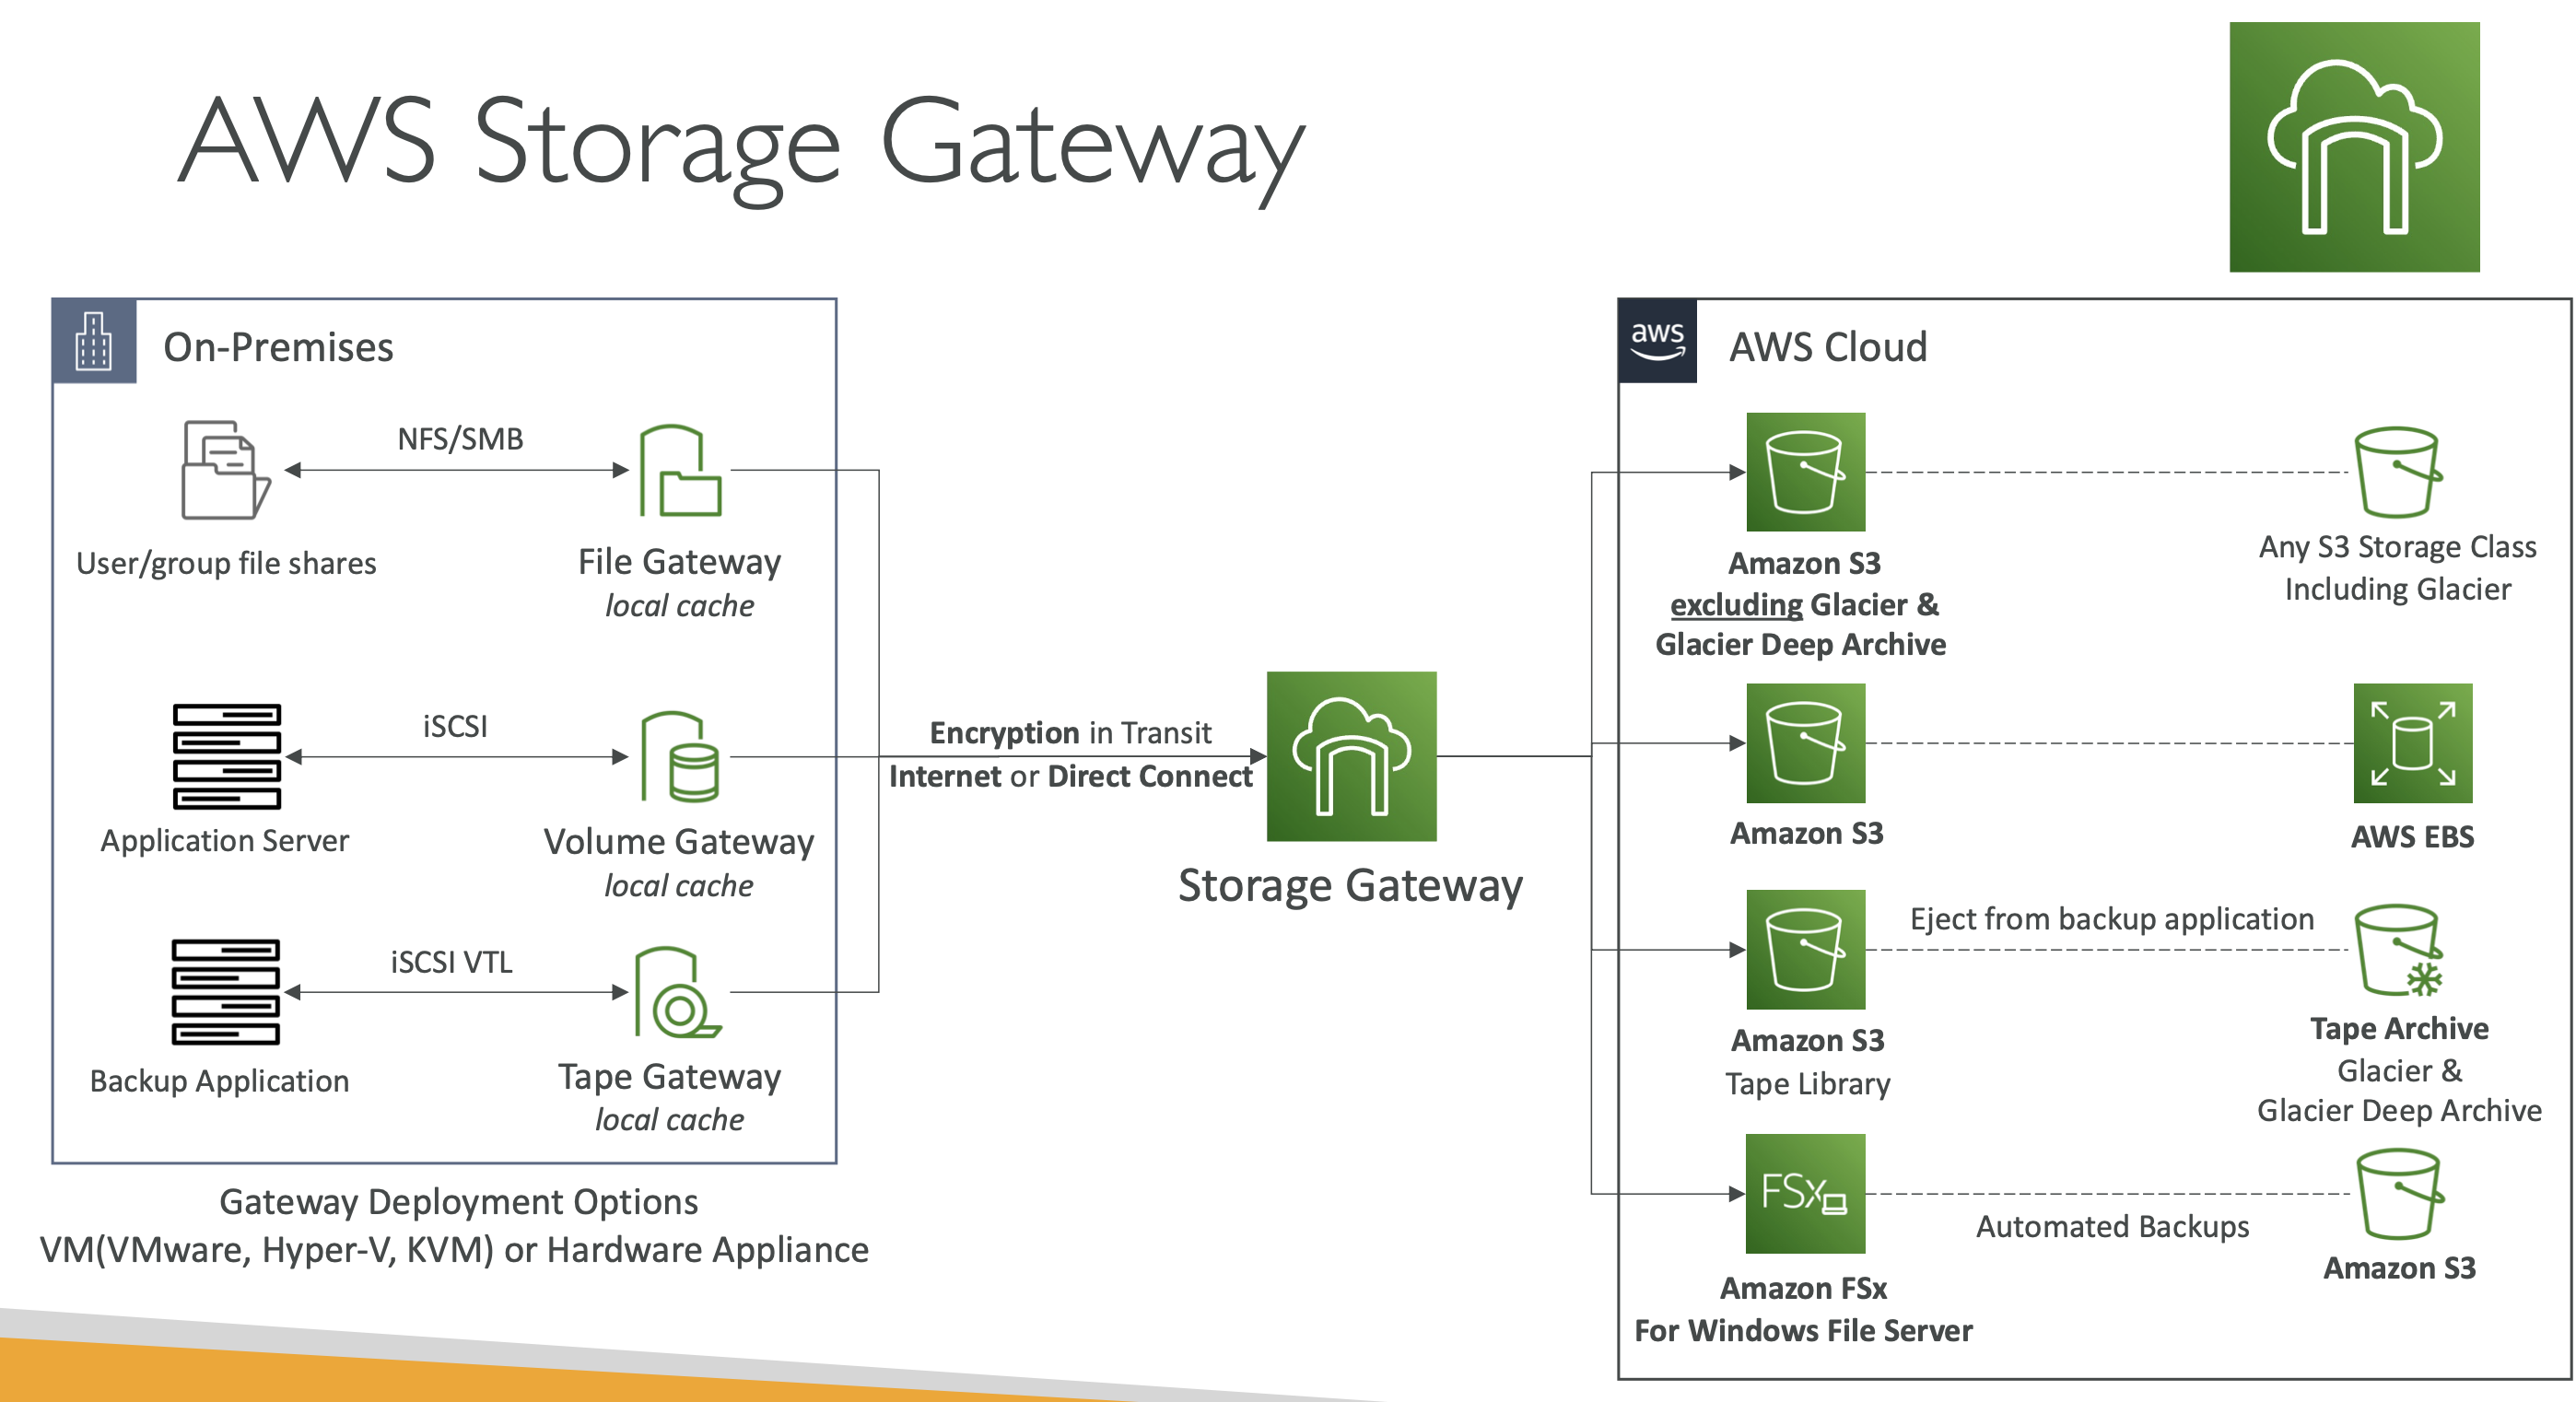 AWS Storage Gateway
On-Premises
NFS/SMB
User/group file shares
File Gateway
local cache
iSCSI
Application Server
Volume Gateway
local cache
iSCSI VTL
Backup Application
Tape Gateway
local cache
Gateway Deployment Options
VM(VMware, Hyper-V, KVM) or Hardware Appliance
Encryption in Transit
Internet or Direct Connect
Storage Gateway
aws
AWS Cloud
Amazon S3
excluding Glacier &
Glacier Deep Archive
Any S3 Storage Class
Including Glacier
Amazon S3
AWS EBS
Amazon S3
Tape Library
Eject from backup application
Tape Archive
Glacier &
Glacier Deep Archive
FSx
Amazon FSx
For Windows File Server
Automated Backups
Amazon S3